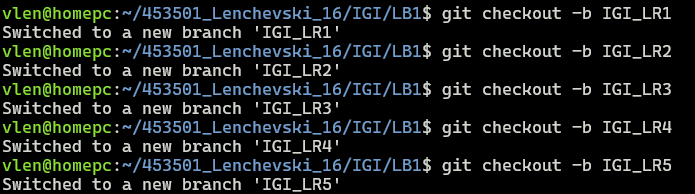 vlen@homepc:~/453501_Lenchevski_16/IGI/LB1$ git checkout -b IGI_LR1
Switched to a new branch 'IGI_LR1'
vlen@homepc:~/453501_Lenchevski_16/IGI/LB1$ git checkout -b IGI_LR2
Switched to a new branch 'IGI_LR2'
vlen@homepc:~/453501_Lenchevski_16/IGI/LB1$ git checkout -b IGI_LR3
Switched to a new branch 'IGI_LR3'
vlen@homepc:~/453501_Lenchevski_16/IGI/LB1$ git checkout -b IGI_LR4
Switched to a new branch 'IGI_LR4'
vlen@homepc:~/453501_Lenchevski_16/IGI/LB1$ git checkout -b IGI_LR5
Switched to a new branch 'IGI_LR5'